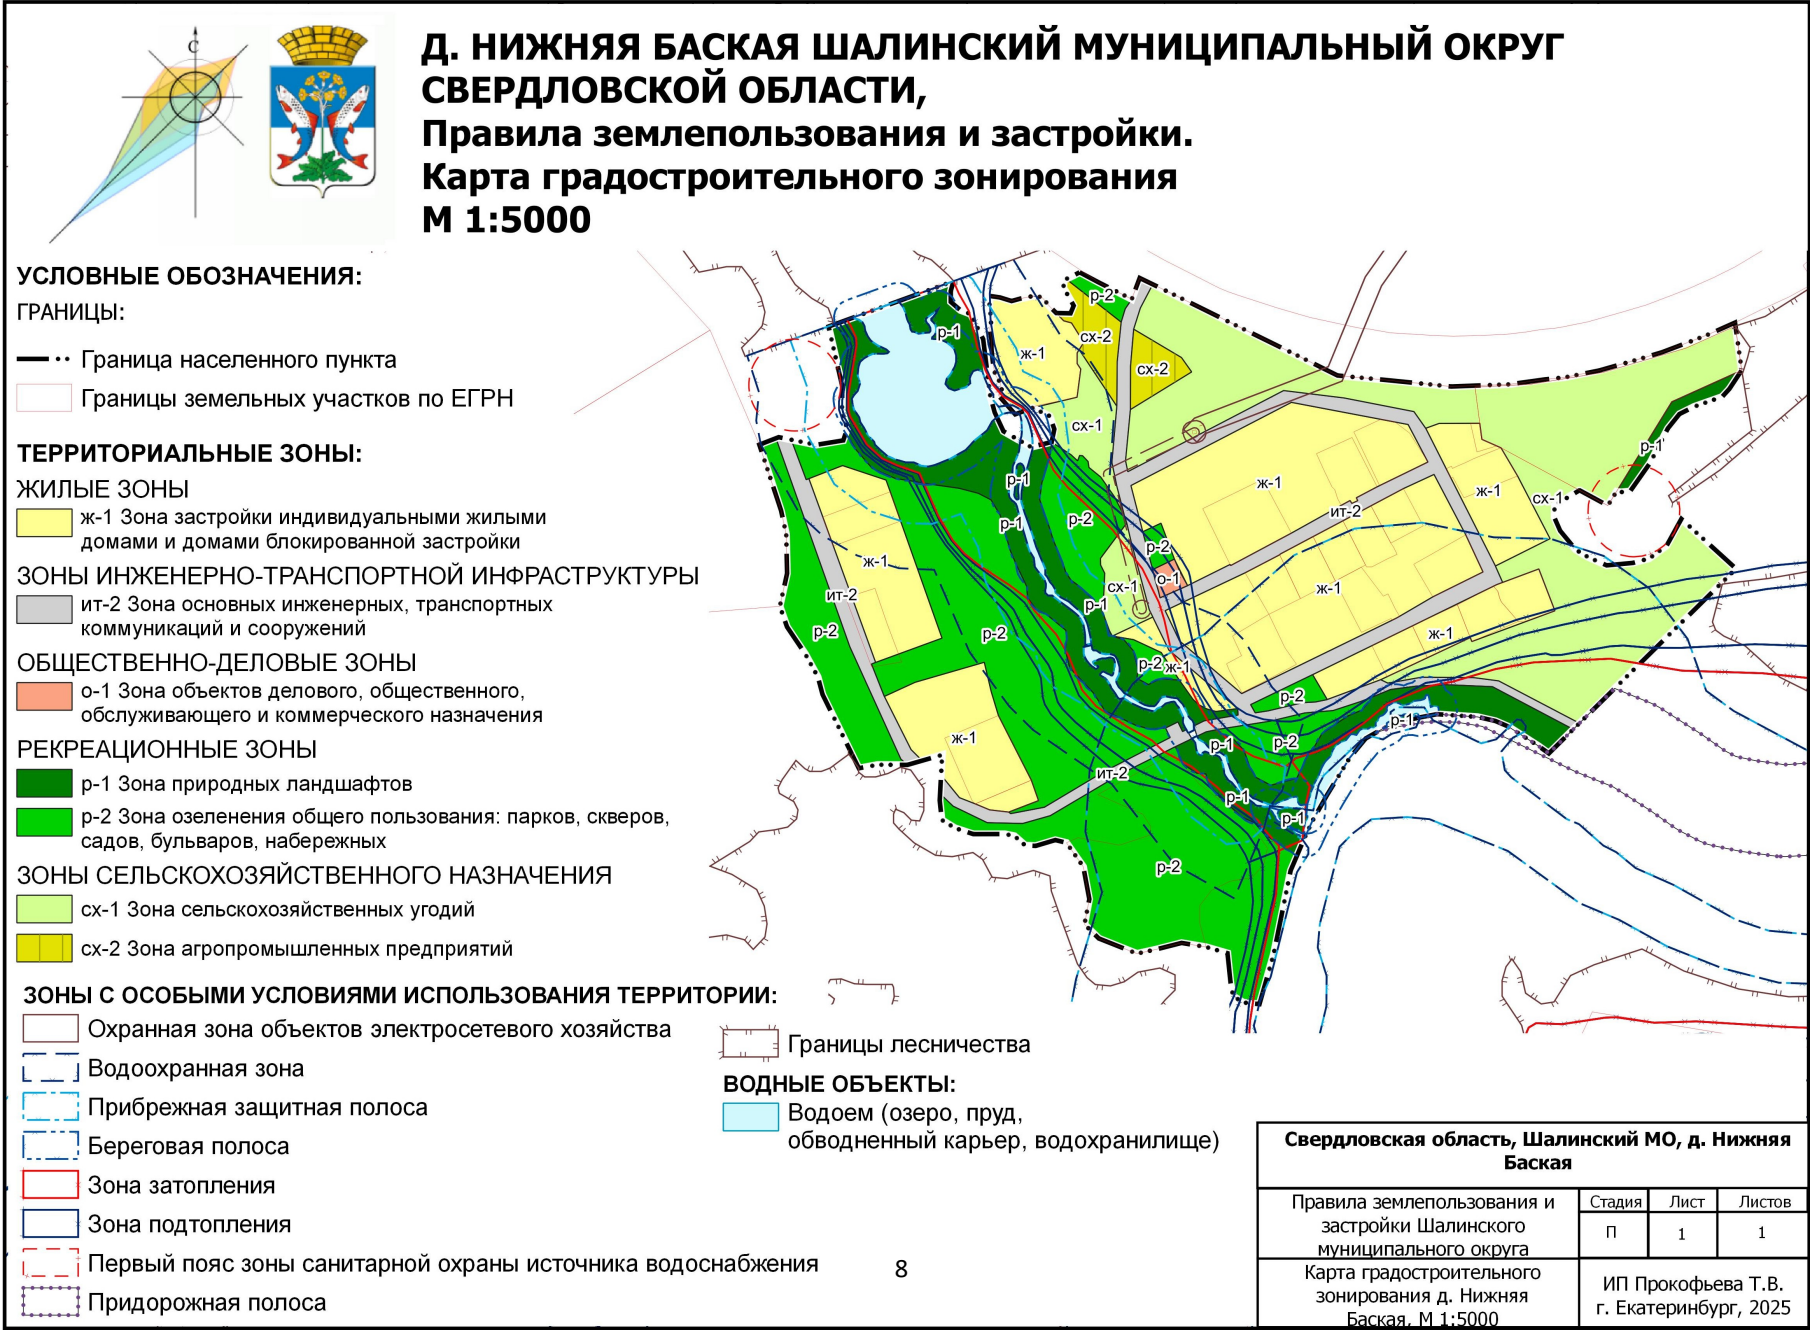 С
Д. НИЖНЯЯ БАСКАЯ ШАЛИНСКИЙ МУНИЦИПАЛЬНЫЙ ОКРУГ
СВЕРДЛОВСКОЙ ОБЛАСТИ,
Правила землепользования и застройки.
Карта градостроительного зонирования
М 1:5000
УСЛОВНЫЕ ОБОЗНАЧЕНИЯ:
ГРАНИЦЫ:
Граница населенного пункта
Границы земельных участков по ЕГРН
ТЕРРИТОРИАЛЬНЫЕ ЗОНЫ:
ЖИЛЫЕ ЗОНЫ
ж-1 Зона застройки индивидуальными жилыми
домами и домами блокированной застройки
ЗОНЫ ИНЖЕНЕРНО-ТРАНСПОРТНОЙ ИНФРАСТРУКТУРЫ
ит-2 Зона основных инженерных, транспортных
коммуникаций и сооружений
ОБЩЕСТВЕННО-ДЕЛОВЫЕ ЗОНЫ
о-1 Зона объектов делового, общественного,
обслуживающего и коммерческого назначения
РЕКРЕАЦИОННЫЕ ЗОНЫ
р-1 Зона природных ландшафтов
р-2 Зона озеленения общего пользования: парков, скверов,
садов, бульваров, набережных
ЗОНЫ СЕЛЬСКОХОЗЯЙСТВЕННОГО НАЗНАЧЕНИЯ
сх-1 Зона сельскохозяйственных угодий
сх-2 Зона агропромышленных предприятий
ЗОНЫ С ОСОБЫМИ УСЛОВИЯМИ ИСПОЛЬЗОВАНИЯ ТЕРРИТОРИИ:
Охранная зона объектов электросетевого хозяйства
Водоохранная зона
Прибрежная защитная полоса
Береговая полоса
Зона затопления
Зона подтопления
Первый пояс зоны санитарной охраны источника водоснабжения
Придорожная полоса
Границы лесничества
ВОДНЫЕ ОБЪЕКТЫ:
Водоем (озеро, пруд,
обводненный карьер, водохранилище)
р-2
р-1
сх-2
ж-1
сх-2
сх-1
р-1
р-1
ж-1
ж-1
сх-1
ит-2
р-2
р-1
р-2
ж-1
о-1
сх-1
ж-1
ит-2
р-1
р-2
р-2
ж-1
р-2
ж-1
р-2
р-1
ж-1
р-1
р-2
ит-2
р-1
р-1
р-2
8
Свердловская область, Шалинский МО, д. Нижняя
Баская
Правила землепользования и
застройки Шалинского
муниципального округа
Стадия
Лист
Листов
П
1
1
Карта градостроительного
зонирования д. Нижняя
Баская, М 1:5000
ИП Прокофьева Т.В.
г. Екатеринбург, 2025